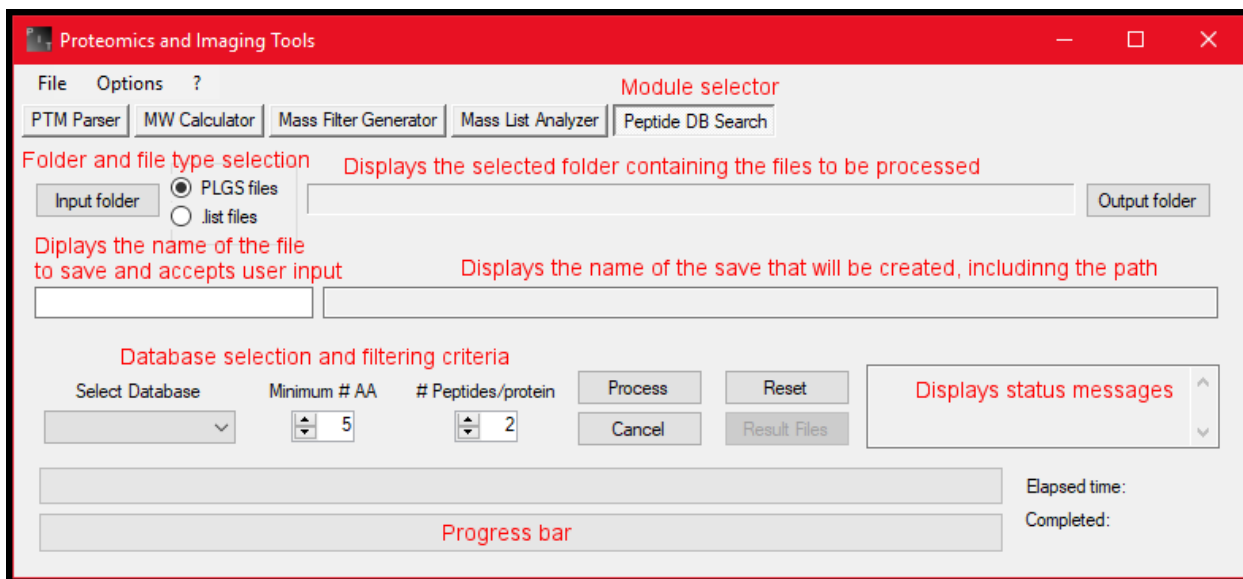 P I T Proteomics and Imaging Tools
File Options ?
Module selector
PTM Parser MW Calculator Mass Filter Generator Mass List Analyzer Peptide DB Search
Folder and file type selection
Displays the selected folder containing the files to be processed
Input folder
PLGS files
.list files
Output folder
Diplays the name of the file
to save and accepts user input
Displays the name of the save that will be created, includinng the path
Database selection and filtering criteria
Select Database Minimum # AA # Peptides/protein
5 2
Process Reset
Cancel Result Files
Displays status messages
Elapsed time:
Completed:
Progress bar